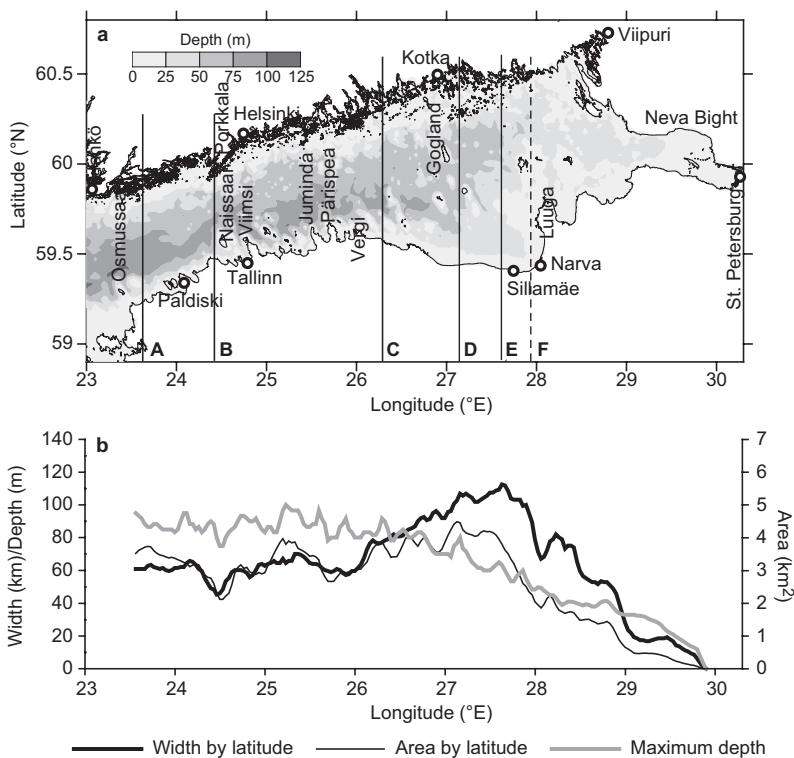 a
Depth (m)
0 25 50 75 100 125
Viipuri
Kotka
60.5
Porkkala
Helsinki
Neva Bight
Gogland
60
Latitude (°N)
Naissaar
Viimsi
Jumindá
Pärispea
Osmussaar
Vergi
Luuga
St. Petersburg
59.5
Tallinn
Narva
Paldiski
Sillamäe
59
A B C D E F
23 24 25 26 27 28 29 30
Longitude (°E)
b
140 7
120 6
100 5
80 4
60 3
40 2
20 1
0 0
Width (km)/Depth (m)
Area (km²)
23 24 25 26 27 28 29 30
Longitude (°E)
Width by latitude Area by latitude Maximum depth